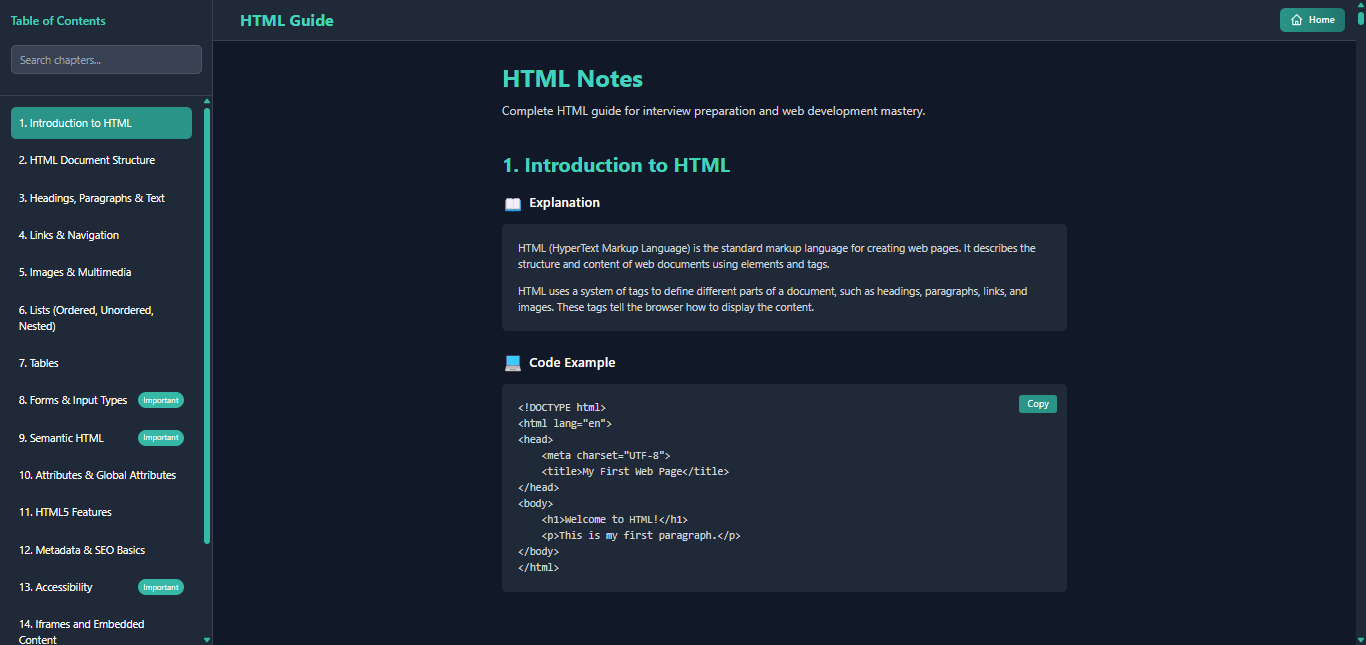 Table of Contents
Search chapters...
1. Introduction to HTML
2. HTML Document Structure
3. Headings, Paragraphs & Text
4. Links & Navigation
5. Images & Multimedia
6. Lists (Ordered, Unordered,
Nested)
7. Tables
8. Forms & Input Types Important
9. Semantic HTML Important
10. Attributes & Global Attributes
11. HTML5 Features
12. Metadata & SEO Basics
13. Accessibility Important
14. Iframes and Embedded
Content
HTML Guide
Home
HTML Notes
Complete HTML guide for interview preparation and web development mastery.
1. Introduction to HTML
Explanation
HTML (HyperText Markup Language) is the standard markup language for creating web pages. It describes the
structure and content of web documents using elements and tags.
HTML uses a system of tags to define different parts of a document, such as headings, paragraphs, links, and
images. These tags tell the browser how to display the content.
Code Example
Copy
<!DOCTYPE html>
<html lang="en">
<head>
    <meta charset="UTF-8">
    <title>My First Web Page</title>
</head>
<body>
    <h1>Welcome to HTML!</h1>
    <p>This is my first paragraph.</p>
</body>
</html>